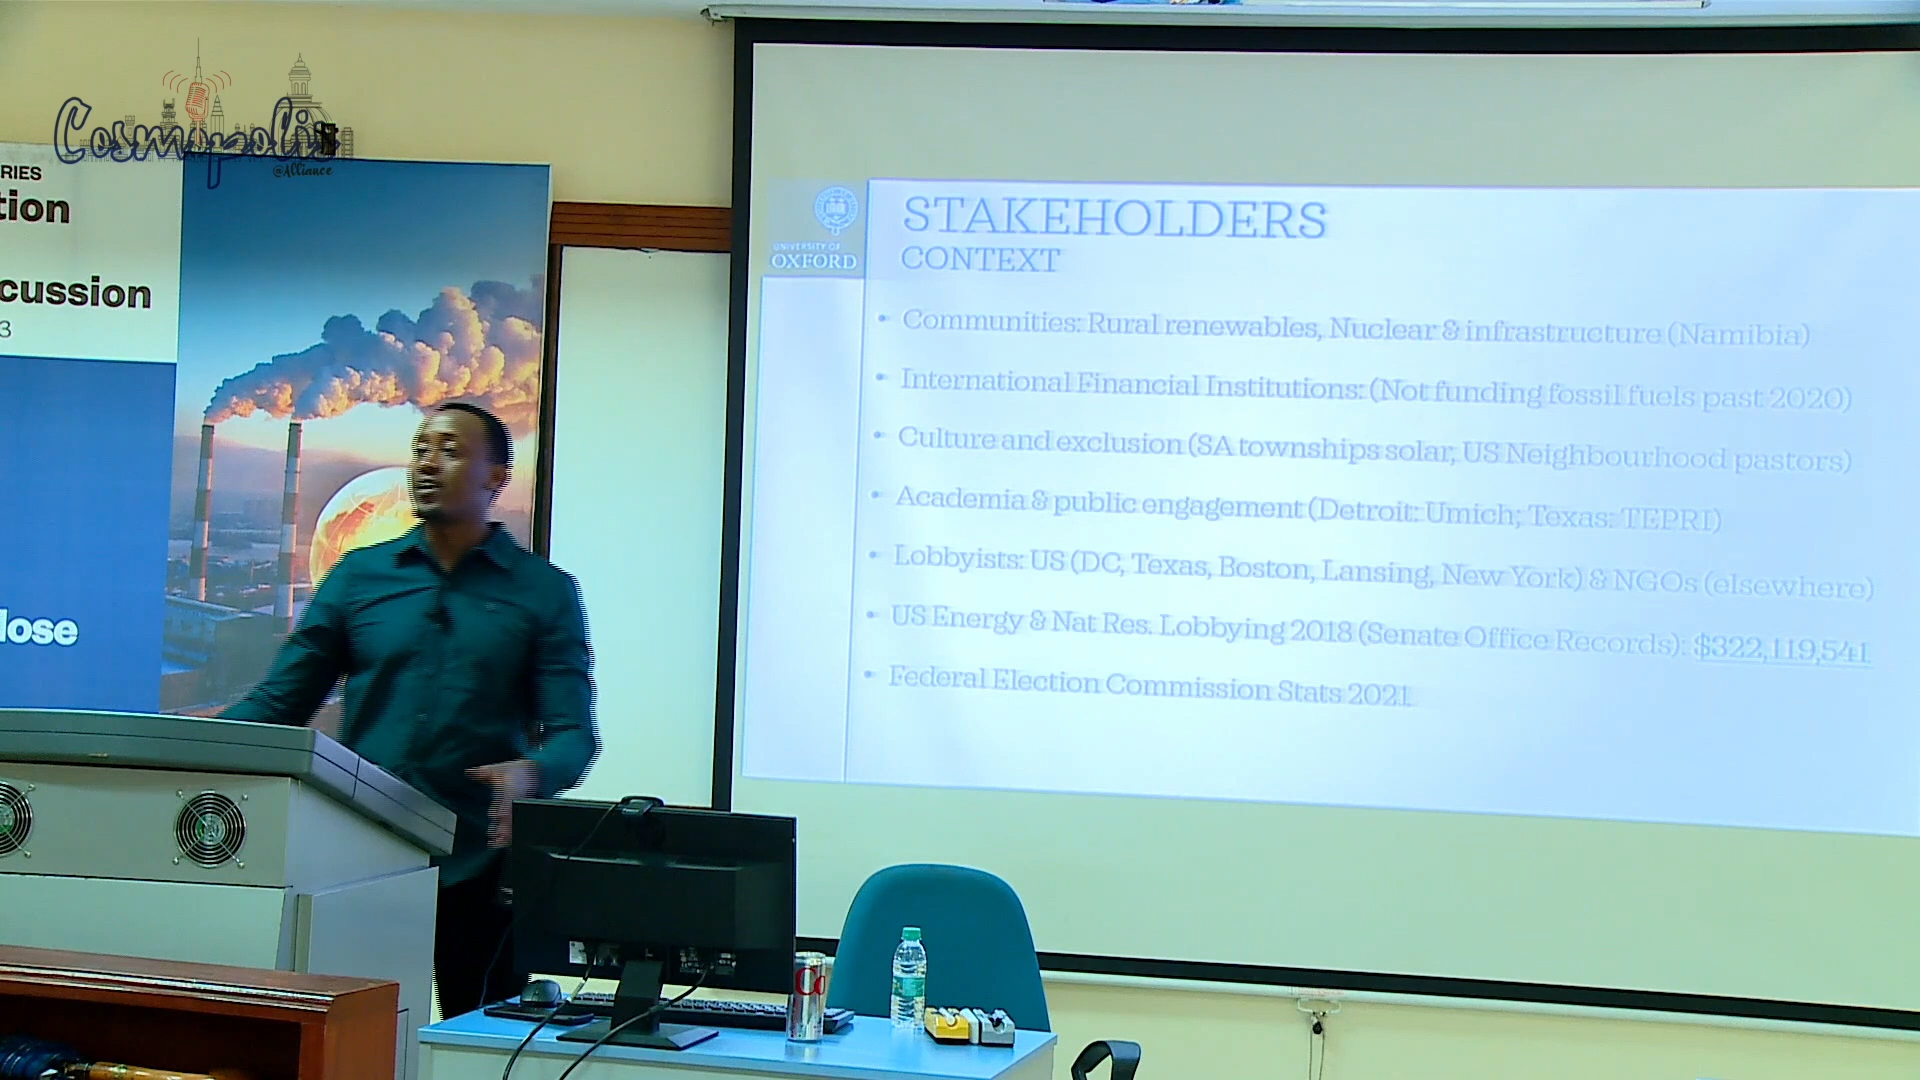 Cosmopolis
@Alliance
RIES
tion
cussion
3
lose
UNIVERSITY OF
OXFORD
STAKEHOLDERS
CONTEXT
• Communities: Rural renewables, Nuclear & infrastructure (Namibia)
• International Financial Institutions: (Not funding fossil fuels past 2020)
• Culture and exclusion (SA townships solar, US Neighbourhood pastors)
• Academia & public engagement (Detroit: Umich; Texas: TEPRI)
• Lobbyists: US (DC, Texas, Boston, Lansing, New York) & NGOs (elsewhere)
• US Energy & Nat Res. Lobbying 2018 (Senate Office Records): $322,119,541
• Federal Election Commission Stats 2021
Co